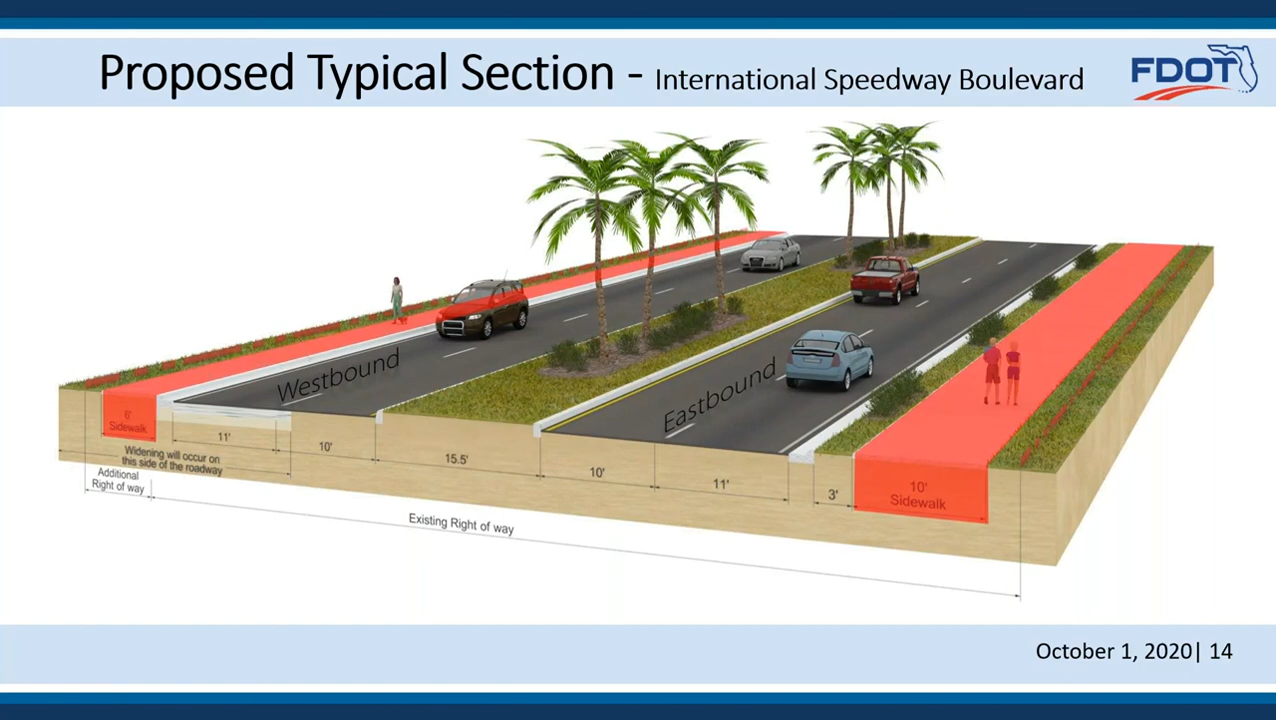 Proposed Typical Section - International Speedway Boulevard
FDOT
Westbound
Eastbound
6'
Sidewalk
11'
10'
15.5'
10'
11'
3'
10'
Sidewalk
Widening will occur on
this side of the roadway
Additional
Right of way
Existing Right of way
October 1, 2020| 14